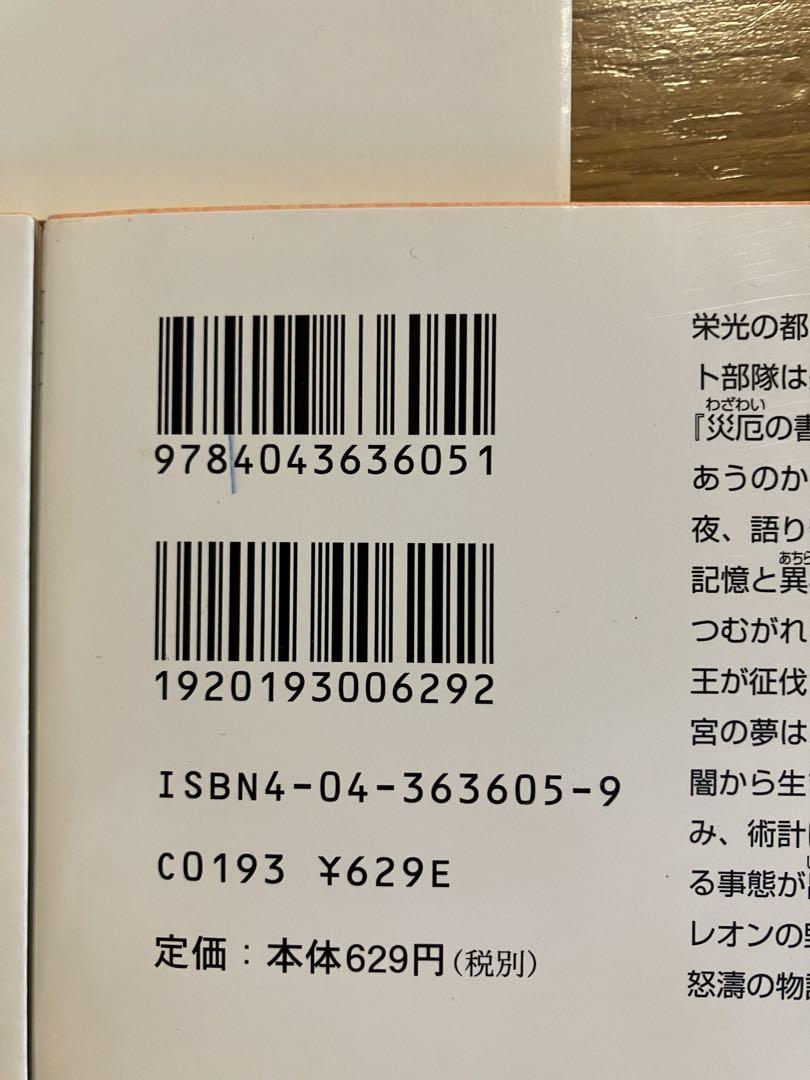 9784043636051
1920193006292
ISBN4-04-363605-9
C0193 ¥629E
定価：本体629円(税別)
栄光の都
ト部隊は
わざわい
『災厄の書
あうのか
夜、語り
あちら
記憶と異
つむがれ
王が征伐
宮の夢は
闇から生
み、術計
る事態が
レオンの
怒濤の物